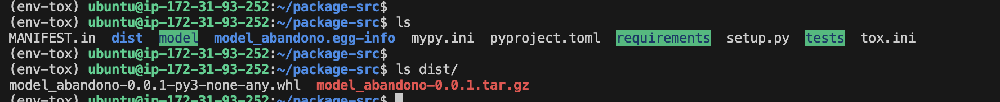 (env-tox) ubuntu@ip-172-31-93-252:~/package-src$
(env-tox) ubuntu@ip-172-31-93-252:~/package-src$ ls
MANIFEST.in  dist  model  model_abandono.egg-info  mypy.ini  pyproject.toml  requirements  setup.py  tests  tox.ini
(env-tox) ubuntu@ip-172-31-93-252:~/package-src$
(env-tox) ubuntu@ip-172-31-93-252:~/package-src$ ls dist/
model_abandono-0.0.1-py3-none-any.whl  model_abandono-0.0.1.tar.gz
(env-tox) ubuntu@ip-172-31-93-252:~/package-src$